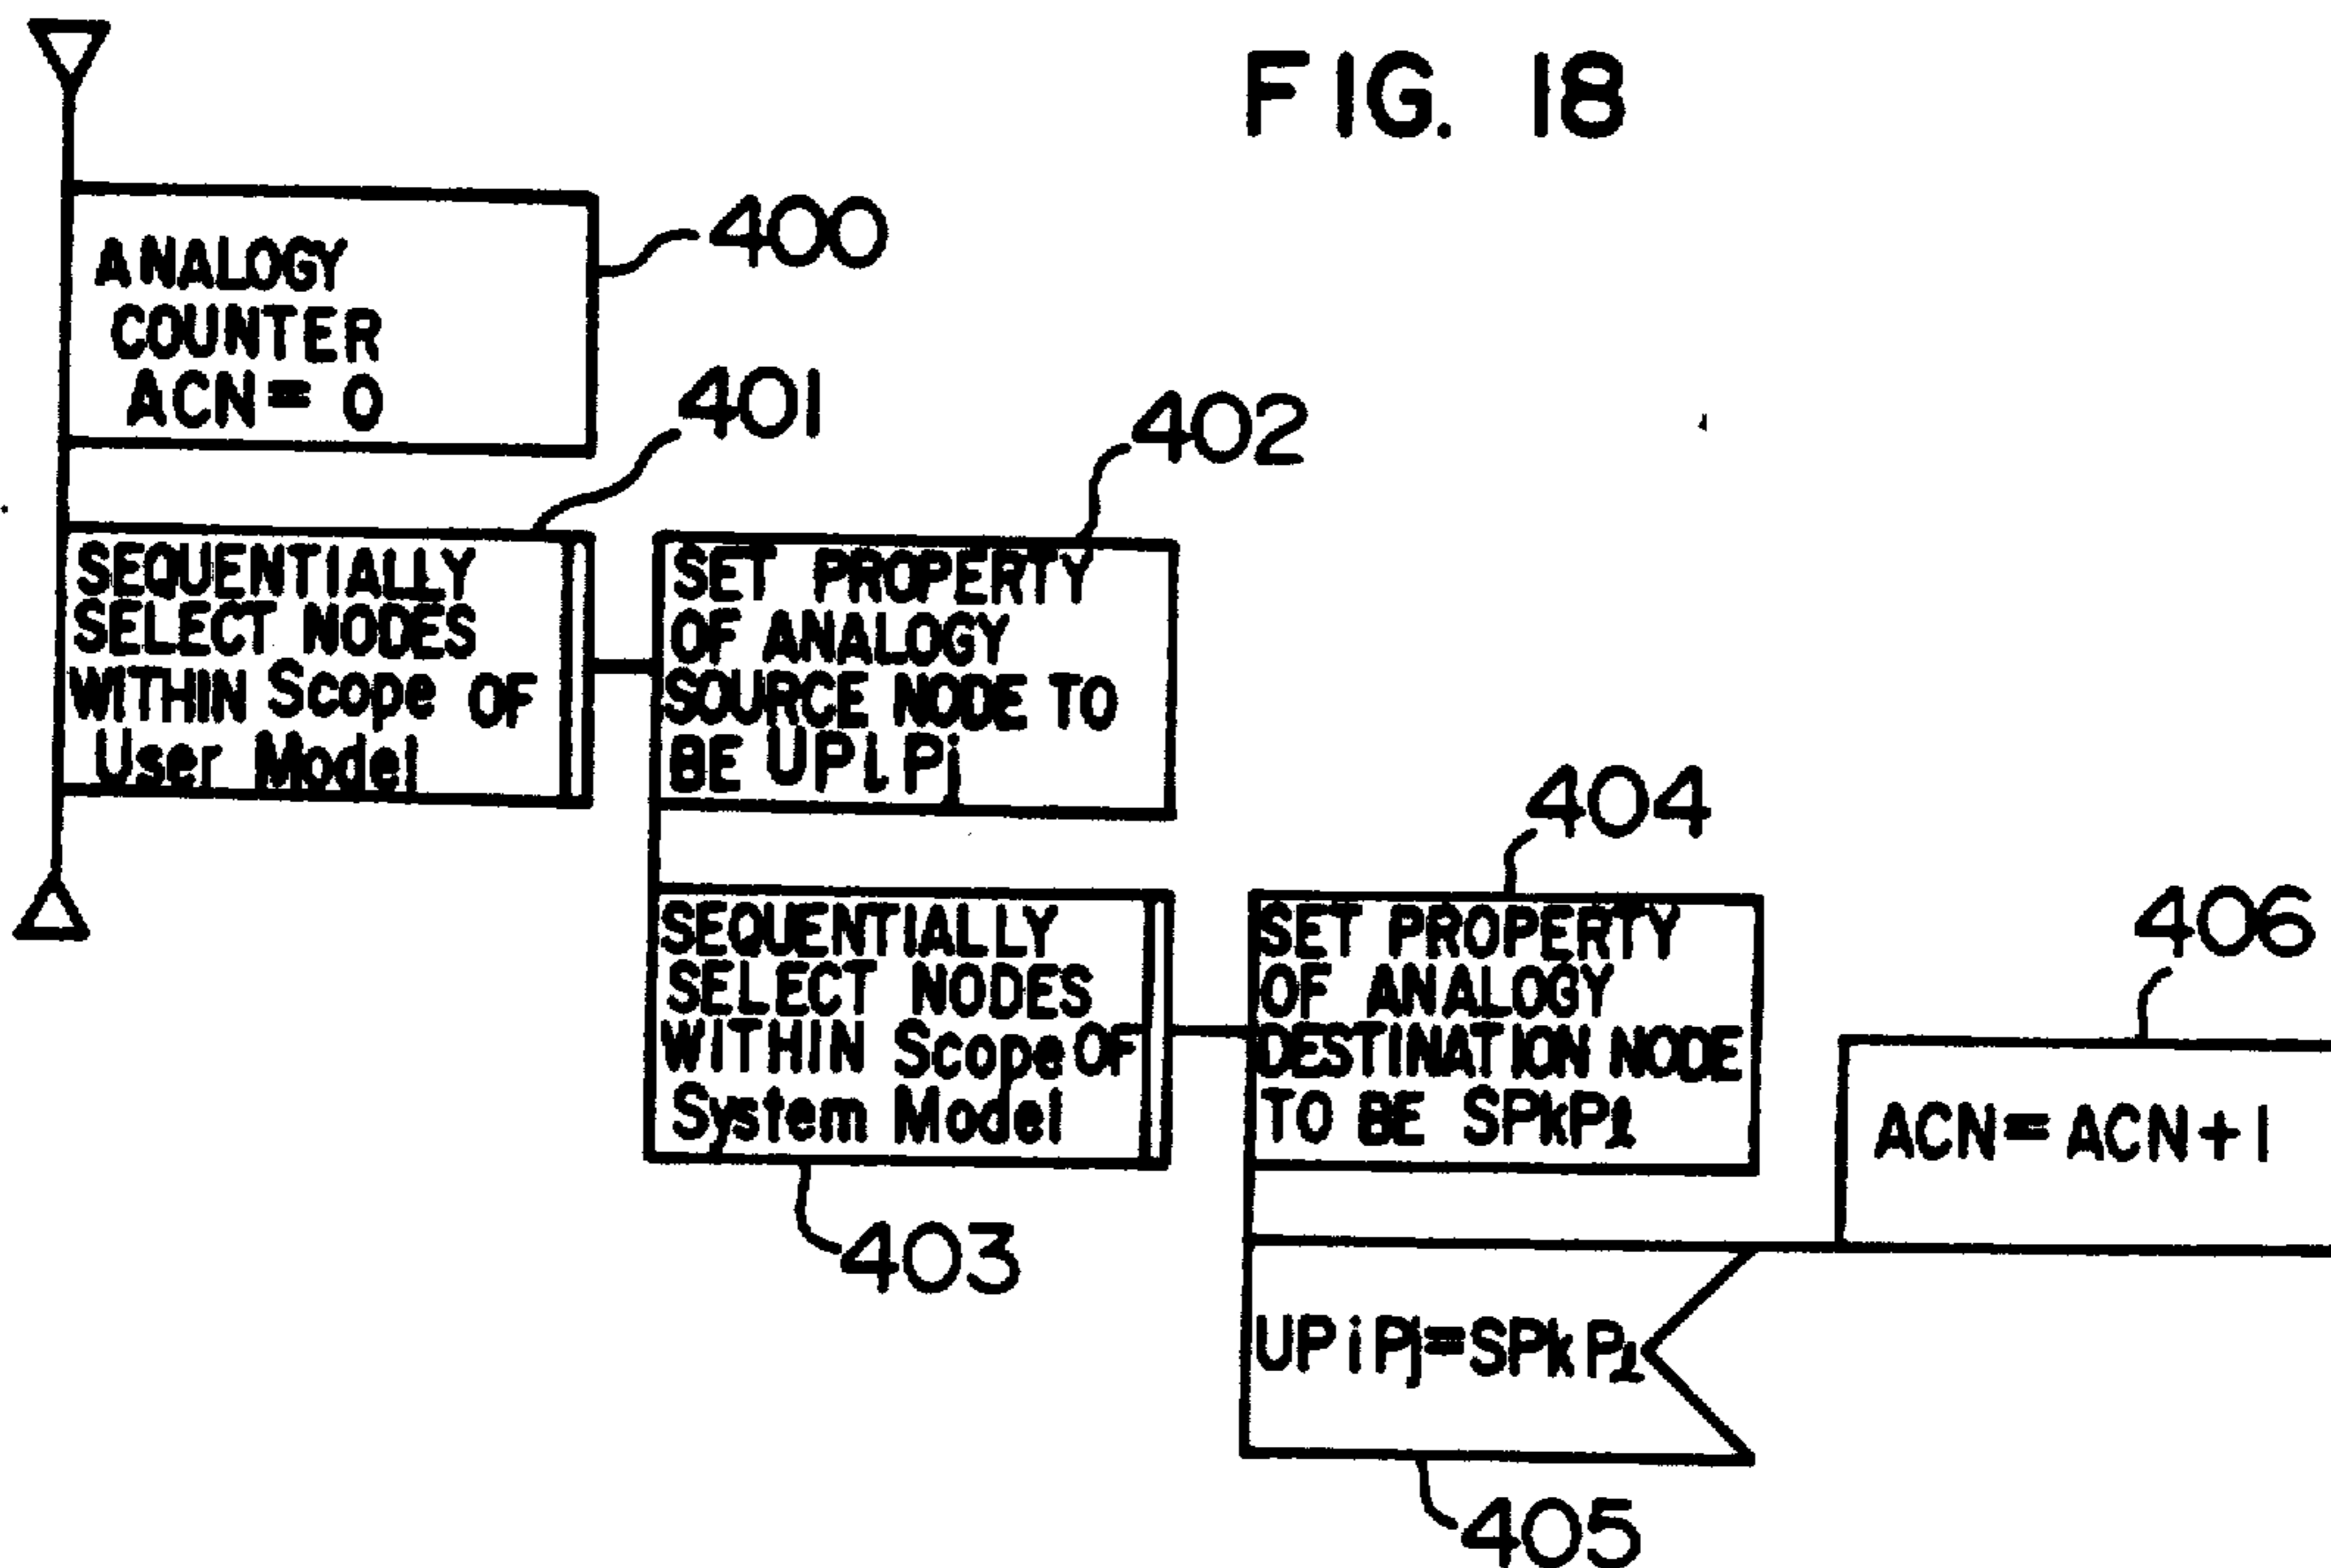 FIG. 18
400
ANALOGY
COUNTER
ACN = 0
401
SEQUENTIALLY
SELECT NODES
WITHIN Scope OF
User Model
402
SET PROPERTY
OF ANALOGY
SOURCE NODE TO
BE UPiPj
403
SEQUENTIALLY
SELECT NODES
WITHIN Scope OF
System Model
404
SET PROPERTY
OF ANALOGY
DESTINATION NODE
TO BE SPkPl
405
UPiPj=SPkPl
406
ACN=ACN+1